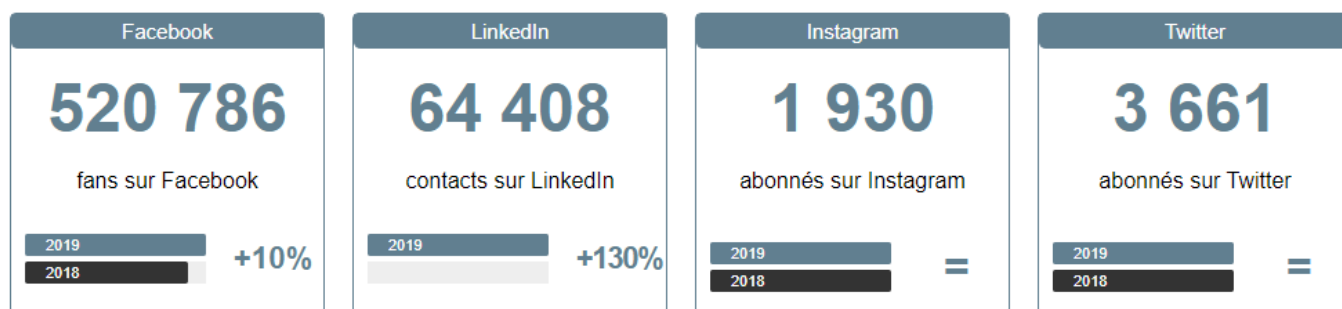 Facebook
520 786
fans sur Facebook
2019
2018
+10%
LinkedIn
64 408
contacts sur LinkedIn
2019
+130%
Instagram
1 930
abonnés sur Instagram
2019
2018
=
Twitter
3 661
abonnés sur Twitter
2019
2018
=